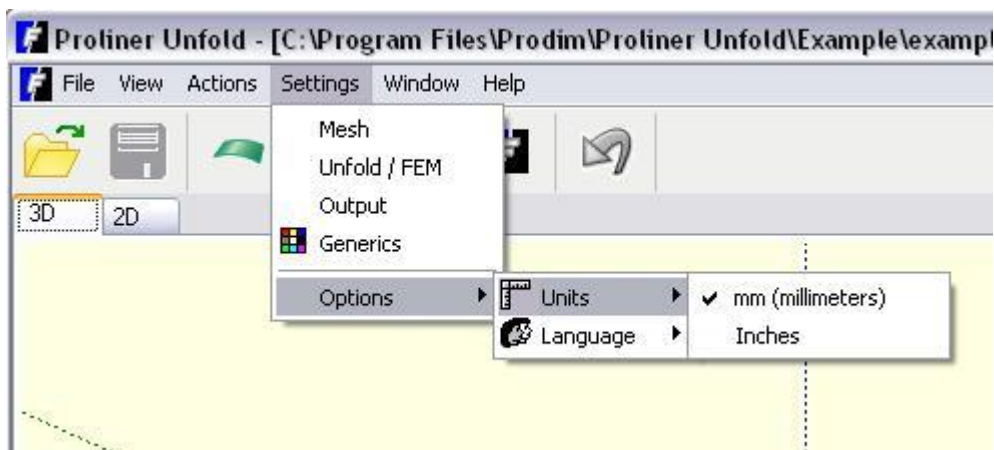 Proliner Unfold - [C:\Program Files\Prodim\Proliner Unfold\Example\exampl
File View Actions Settings Window Help
Mesh
Unfold / FEM
Output
Generics
3D 2D
Options
Units
mm (millimeters)
Language
Inches